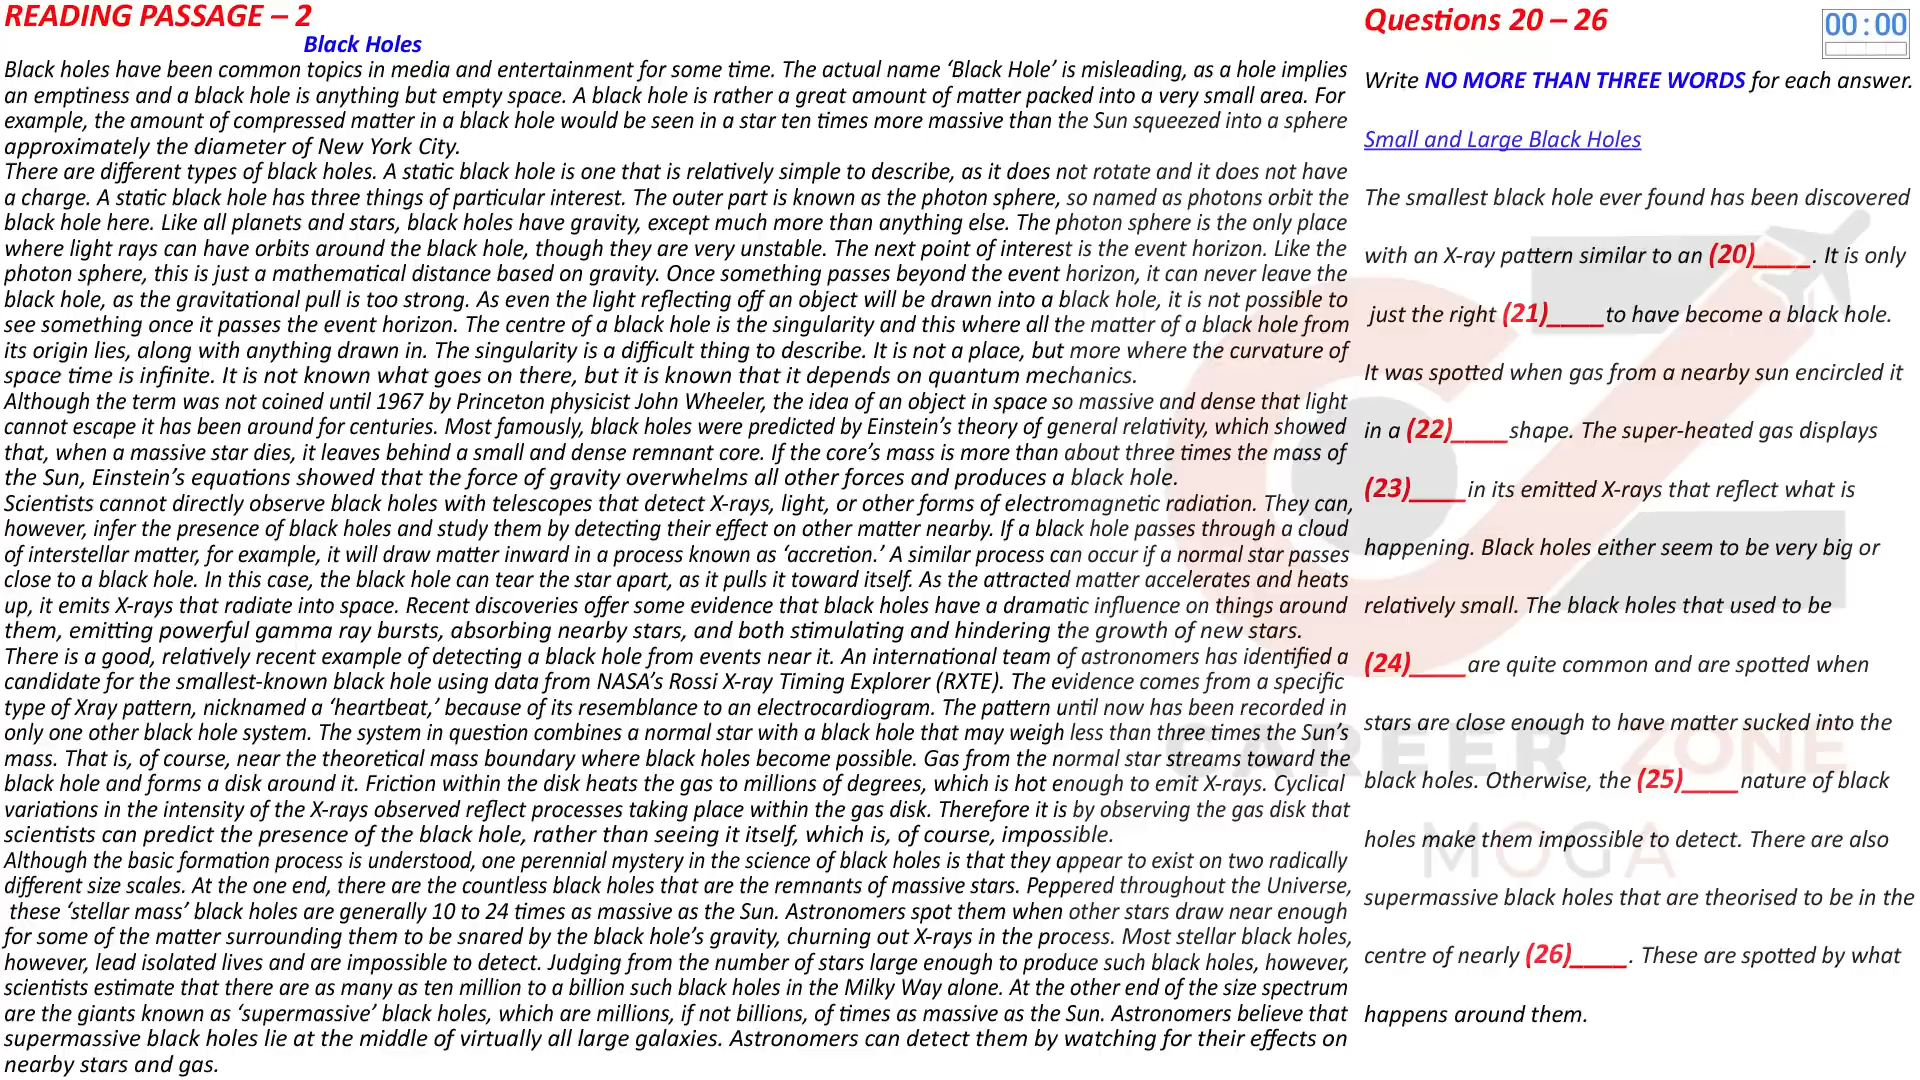 READING PASSAGE – 2
Black Holes
Black holes have been common topics in media and entertainment for some time. The actual name ‘Black Hole’ is misleading, as a hole implies
an emptiness and a black hole is anything but empty space. A black hole is rather a great amount of matter packed into a very small area. For
example, the amount of compressed matter in a black hole would be seen in a star ten times more massive than the Sun squeezed into a sphere
approximately the diameter of New York City.
There are different types of black holes. A static black hole is one that is relatively simple to describe, as it does not rotate and it does not have
a charge. A static black hole has three things of particular interest. The outer part is known as the photon sphere, so named as photons orbit the
black hole here. Like all planets and stars, black holes have gravity, except much more than anything else. The photon sphere is the only place
where light rays can have orbits around the black hole, though they are very unstable. The next point of interest is the event horizon. Like the
photon sphere, this is just a mathematical distance based on gravity. Once something passes beyond the event horizon, it can never leave the
black hole, as the gravitational pull is too strong. As even the light reflecting off an object will be drawn into a black hole, it is not possible to
see something once it passes the event horizon. The centre of a black hole is the singularity and this where all the matter of a black hole from
its origin lies, along with anything drawn in. The singularity is a difficult thing to describe. It is not a place, but more where the curvature of
space time is infinite. It is not known what goes on there, but it is known that it depends on quantum mechanics.
Although the term was not coined until 1967 by Princeton physicist John Wheeler, the idea of an object in space so massive and dense that light
cannot escape it has been around for centuries. Most famously, black holes were predicted by Einstein’s theory of general relativity, which showed
that, when a massive star dies, it leaves behind a small and dense remnant core. If the core’s mass is more than about three times the mass of
the Sun, Einstein’s equations showed that the force of gravity overwhelms all other forces and produces a black hole.
Scientists cannot directly observe black holes with telescopes that detect X-rays, light, or other forms of electromagnetic radiation. They can,
however, infer the presence of black holes and study them by detecting their effect on other matter nearby. If a black hole passes through a cloud
of interstellar matter, for example, it will draw matter inward in a process known as ‘accretion.’ A similar process can occur if a normal star passes
close to a black hole. In this case, the black hole can tear the star apart, as it pulls it toward itself. As the attracted matter accelerates and heats
up, it emits X-rays that radiate into space. Recent discoveries offer some evidence that black holes have a dramatic influence on things around
them, emitting powerful gamma ray bursts, absorbing nearby stars, and both stimulating and hindering the growth of new stars.
There is a good, relatively recent example of detecting a black hole from events near it. An international team of astronomers has identified a
candidate for the smallest-known black hole using data from NASA’s Rossi X-ray Timing Explorer (RXTE). The evidence comes from a specific
type of Xray pattern, nicknamed a ‘heartbeat,’ because of its resemblance to an electrocardiogram. The pattern until now has been recorded in
only one other black hole system. The system in question combines a normal star with a black hole that may weigh less than three times the Sun’s
mass. That is, of course, near the theoretical mass boundary where black holes become possible. Gas from the normal star streams toward the
black hole and forms a disk around it. Friction within the disk heats the gas to millions of degrees, which is hot enough to emit X-rays. Cyclical
variations in the intensity of the X-rays observed reflect processes taking place within the gas disk. Therefore it is by observing the gas disk that
scientists can predict the presence of the black hole, rather than seeing it itself, which is, of course, impossible.
Although the basic formation process is understood, one perennial mystery in the science of black holes is that they appear to exist on two radically
different size scales. At the one end, there are the countless black holes that are the remnants of massive stars. Peppered throughout the Universe,
these ‘stellar mass’ black holes are generally 10 to 24 times as massive as the Sun. Astronomers spot them when other stars draw near enough
for some of the matter surrounding them to be snared by the black hole’s gravity, churning out X-rays in the process. Most stellar black holes,
however, lead isolated lives and are impossible to detect. Judging from the number of stars large enough to produce such black holes, however,
scientists estimate that there are as many as ten million to a billion such black holes in the Milky Way alone. At the other end of the size spectrum
are the giants known as ‘supermassive’ black holes, which are millions, if not billions, of times as massive as the Sun. Astronomers believe that
supermassive black holes lie at the middle of virtually all large galaxies. Astronomers can detect them by watching for their effects on
nearby stars and gas.
Questions 20 – 26
00:00
Write NO MORE THAN THREE WORDS for each answer.
Small and Large Black Holes
The smallest black hole ever found has been discovered
with an X-ray pattern similar to an (20)____. It is only
just the right (21)____to have become a black hole.
It was spotted when gas from a nearby sun encircled it
in a (22)____shape. The super-heated gas displays
(23)____in its emitted X-rays that reflect what is
happening. Black holes either seem to be very big or
relatively small. The black holes that used to be
(24)____are quite common and are spotted when
stars are close enough to have matter sucked into the
black holes. Otherwise, the (25)____nature of black
holes make them impossible to detect. There are also
supermassive black holes that are theorised to be in the
centre of nearly (26)____. These are spotted by what
happens around them.
CAREER ZONE
MOGA